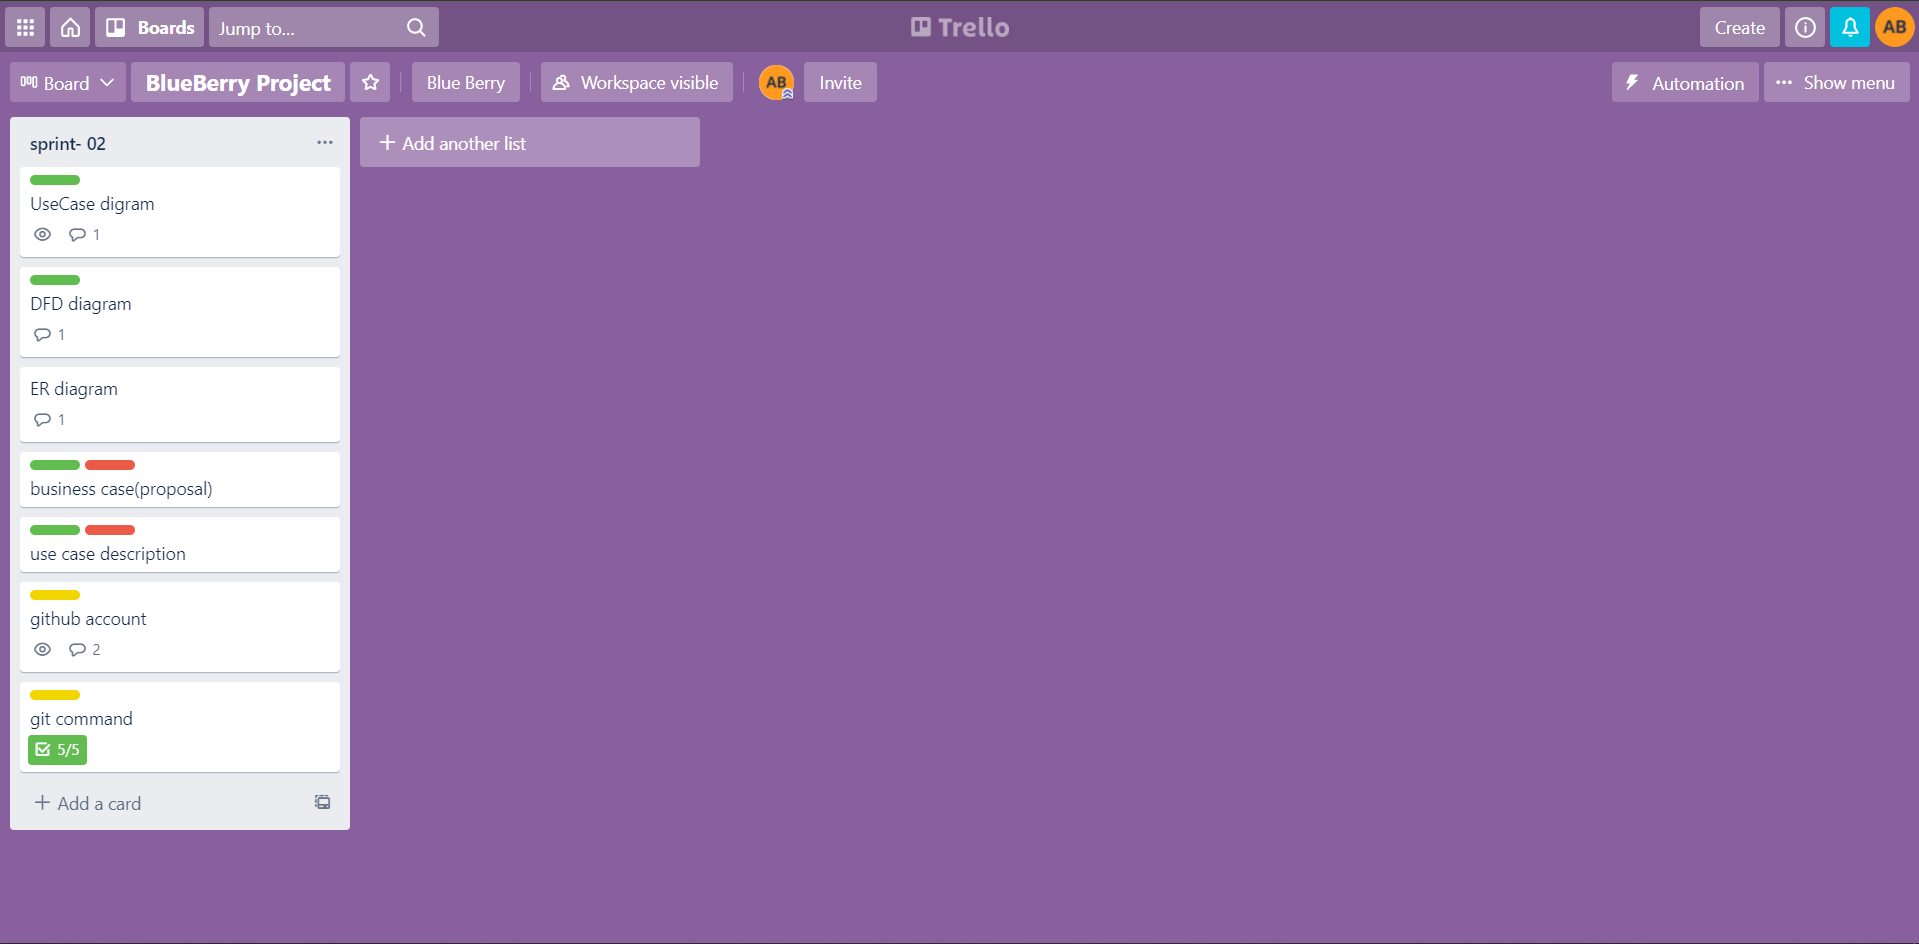 Boards
Jump to...
Trello
Create
AB
Board
BlueBerry Project
Blue Berry
Workspace visible
AB
Invite
Automation
Show menu
sprint- 02
Add another list
UseCase digram
1
DFD diagram
1
ER diagram
1
business case(proposal)
use case description
github account
2
git command
5/5
Add a card